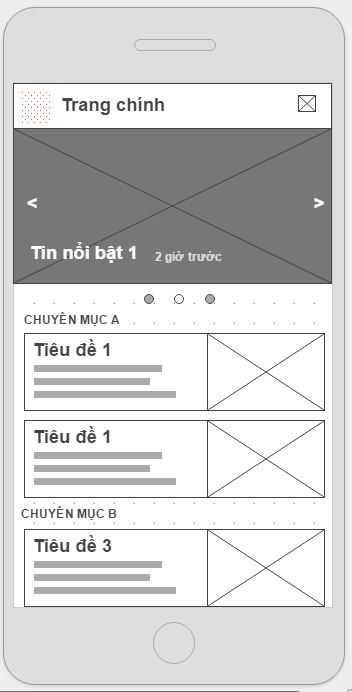 Trang chính
< >
Tin nổi bật 1 2 giờ trước
CHUYÊN MỤC A
Tiêu đề 1
Tiêu đề 1
CHUYÊN MỤC B
Tiêu đề 3